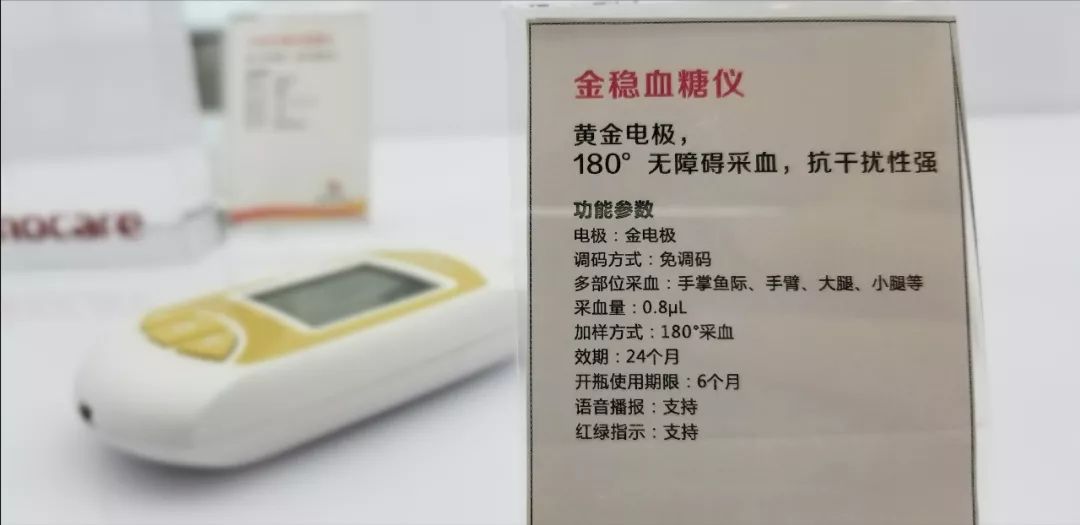 金稳血糖仪
黄金电极，
180° 无障碍采血，抗干扰性强
功能参数
电极：金电极
调码方式：免调码
多部位采血：手掌鱼际、手臂、大腿、小腿等
采血量：0.8μL
加样方式：180°采血
效期：24个月
开瓶使用期限：6个月
语音播报：支持
红绿指示：支持
nocare